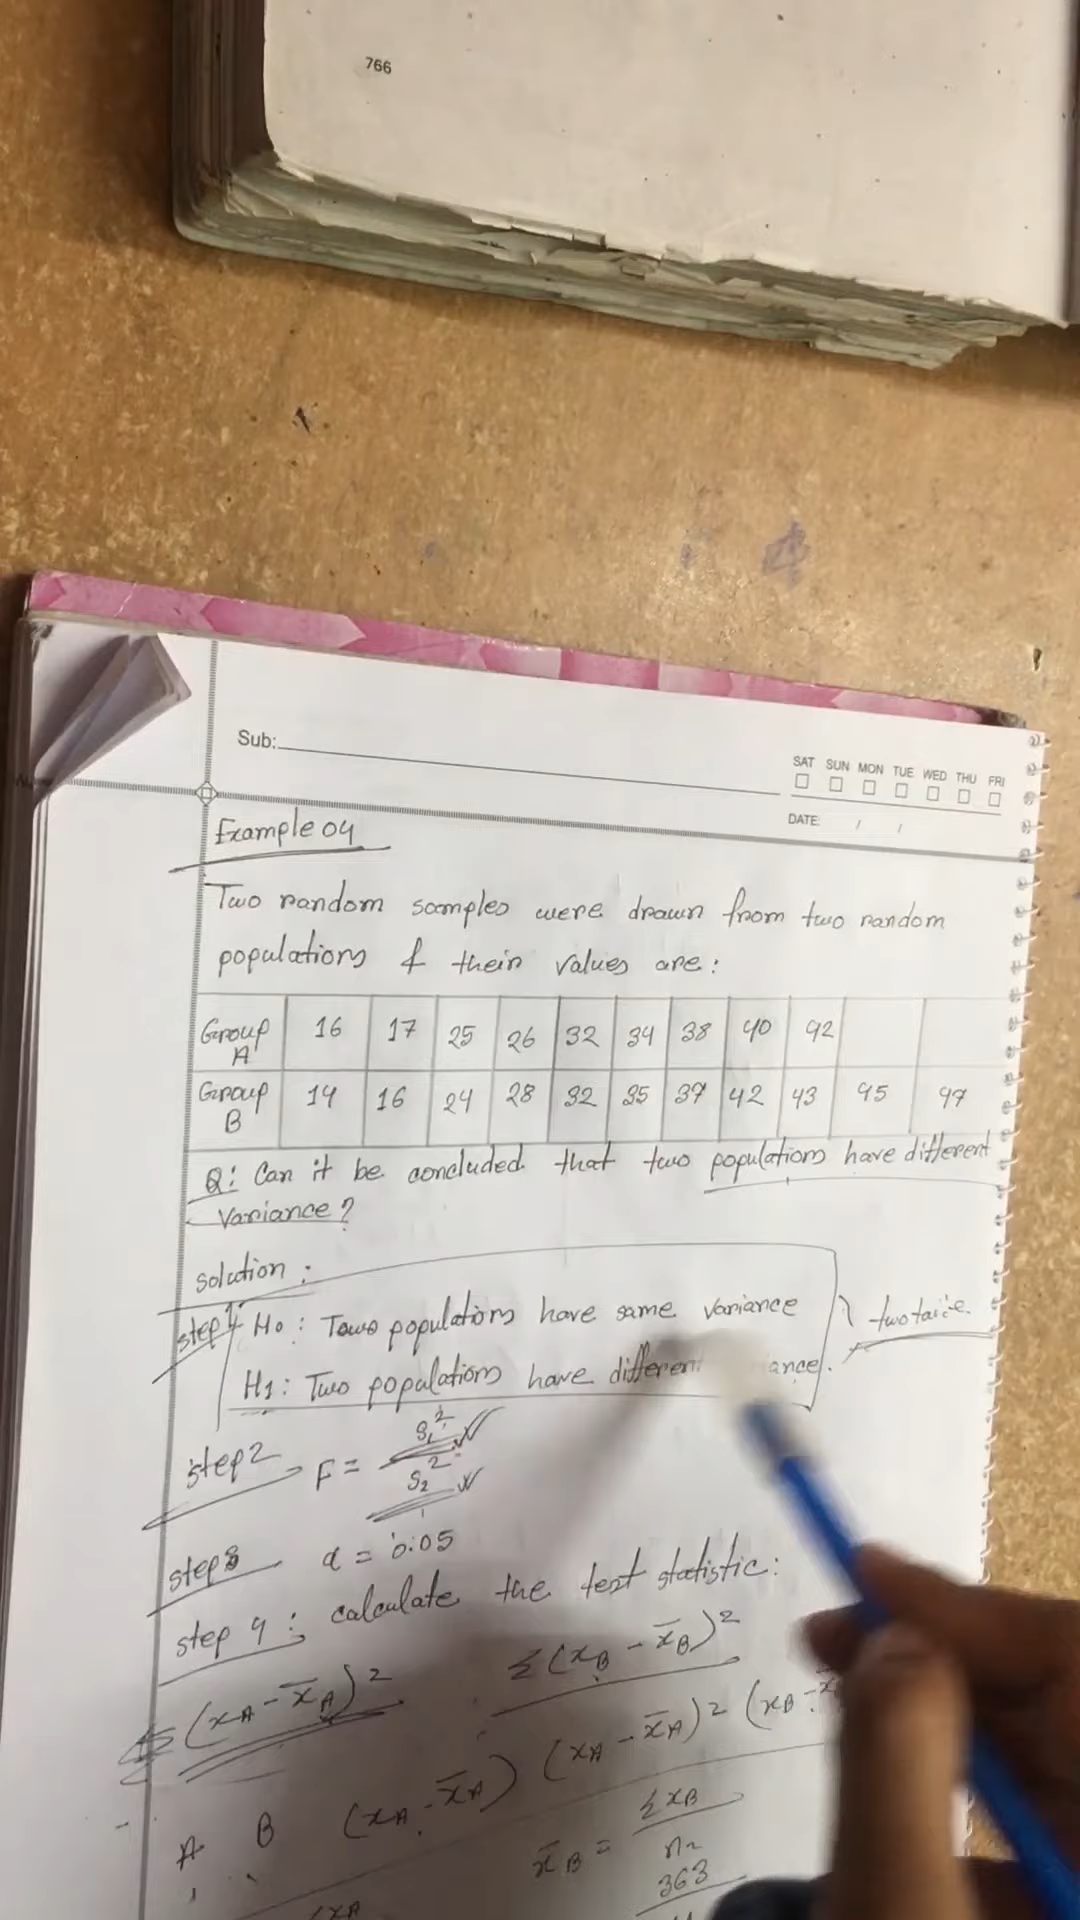 766
Sub:
SAT SUN MON TUE WED THU FRI
DATE: / /
Example 04
Two random samples were drawn from two random
populations & their values are:
Group A 16 17 25 26 32 34 38 40 42
Group B 14 16 24 28 32 35 37 42 43 45 47
Q: Can it be concluded that two populations have different
variance?
solution:
step 1 H₀: Two populations have same variance
two taile
H₁: Two populations have different
step 2 F = S₁² / S₂²
step 3 α = 0.05
step 4: calculate the test statistic:
Σ(xA - x̄A)² Σ(xB - x̄B)²
A B (xA - x̄A) (xA - x̄A)² (xB -
x̄B = ΣxB / n₂
363